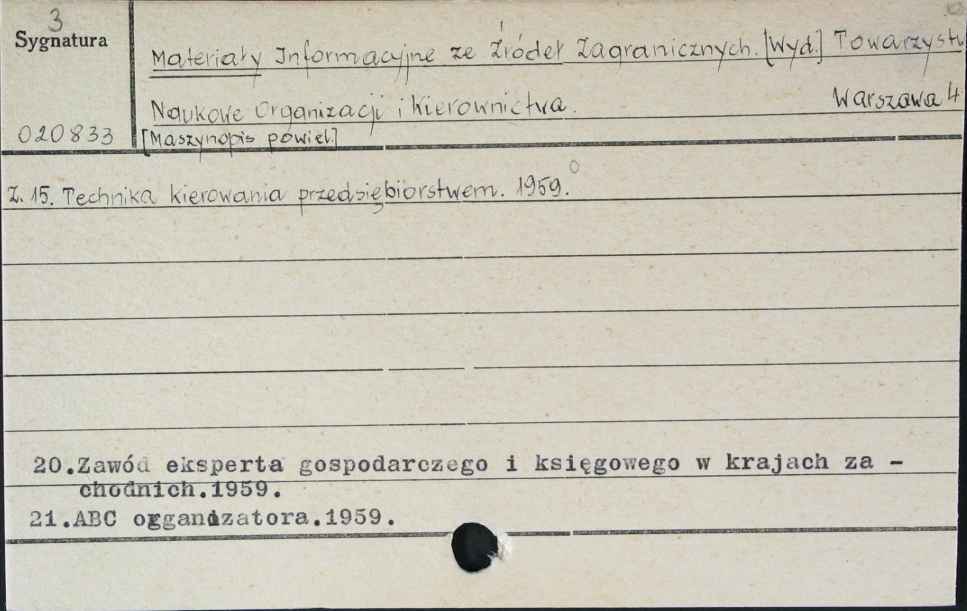 3
Sygnatura
Materiały Informacyjne ze Źródeł Zagranicznych. [Wyd.] Towarzystw
Naukowe Organizacji i Kierownictwa. Warszawa 4
020833 [Maszynopis powiel.]
Z. 15. Technika kierowania przedsiębiorstwem. 1959.
20.Zawód eksperta gospodarczego i księgowego w krajach za -
chodnich.1959.
21.ABC organizatora.1959.